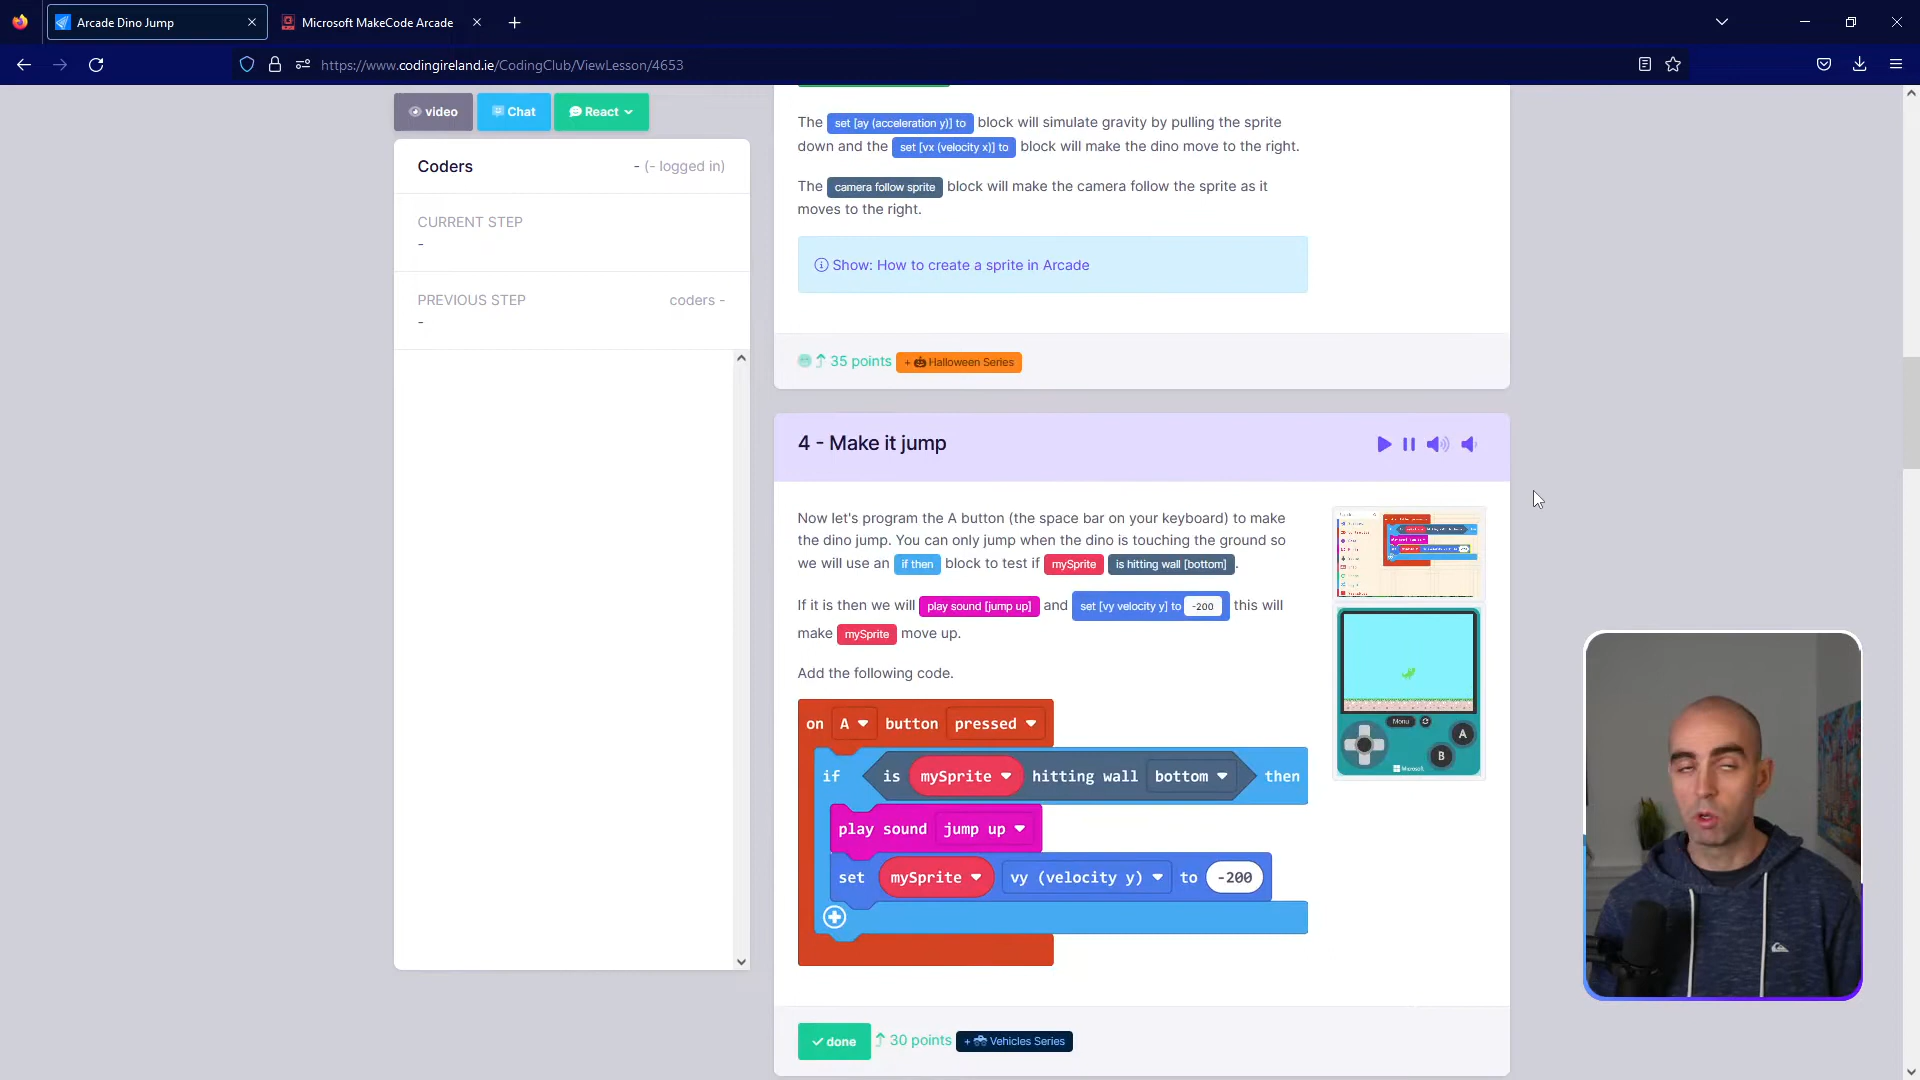 Arcade Dino Jump
Microsoft MakeCode Arcade
https://www.codingireland.ie/CodingClub/ViewLesson/4653
video
Chat
React
Coders
- (- logged in)
CURRENT STEP
-
PREVIOUS STEP
coders -
-
The set [ay (acceleration y)] to block will simulate gravity by pulling the sprite
down and the set [vx (velocity x)] to block will make the dino move to the right.
The camera follow sprite block will make the camera follow the sprite as it
moves to the right.
Show: How to create a sprite in Arcade
35 points + Halloween Series
4 - Make it jump
Now let's program the A button (the space bar on your keyboard) to make
the dino jump. You can only jump when the dino is touching the ground so
we will use an if then block to test if mySprite is hitting wall [bottom] .
If it is then we will play sound [jump up] and set [vy velocity y] to -200 this will
make mySprite move up.
Add the following code.
on A button pressed
if is mySprite hitting wall bottom then
play sound jump up
set mySprite vy (velocity y) to -200
Menu
A
B
Microsoft
done 30 points + Vehicles Series